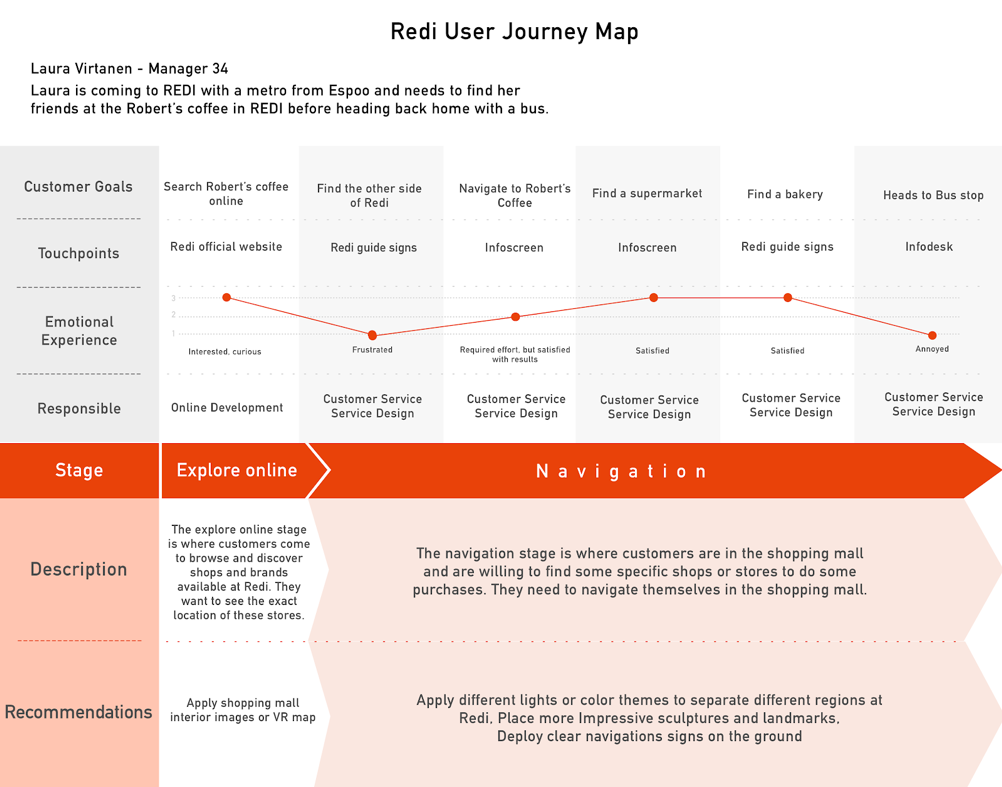 Redi User Journey Map
Laura Virtanen - Manager 34
Laura is coming to REDI with a metro from Espoo and needs to find her
friends at the Robert's coffee in REDI before heading back home with a bus.
Customer Goals
Search Robert's coffee
online
Find the other side
of Redi
Navigate to Robert's
Coffee
Find a supermarket
Find a bakery
Heads to Bus stop
Touchpoints
Redi official website
Redi guide signs
Infoscreen
Infoscreen
Redi guide signs
Infodesk
Emotional
Experience
3
2
1
Interested, curious
Frustrated
Required effort, but satisfied
with results
Satisfied
Satisfied
Annoyed
Responsible
Online Development
Customer Service
Service Design
Customer Service
Service Design
Customer Service
Service Design
Customer Service
Service Design
Customer Service
Service Design
Stage
Explore online
Navigation
Description
The explore online stage
is where customers come
to browse and discover
shops and brands
available at Redi. They
want to see the exact
location of these stores.
The navigation stage is where customers are in the shopping mall
and are willing to find some specific shops or stores to do some
purchases. They need to navigate themselves in the shopping mall.
Recommendations
Apply shopping mall
interior images or VR map
Apply different lights or color themes to separate different regions at
Redi, Place more Impressive sculptures and landmarks,
Deploy clear navigations signs on the ground